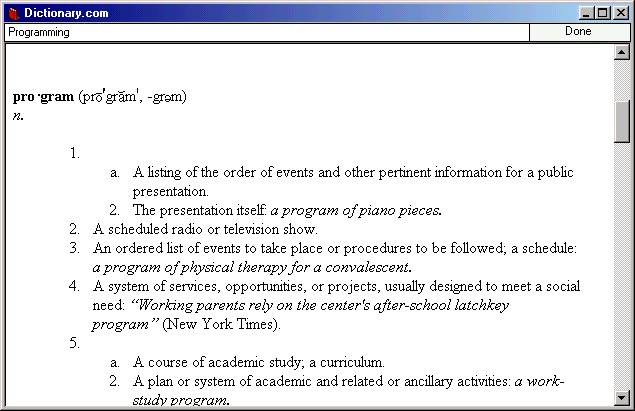 Dictionary.com
Programming
Done
pro·gram (prō′grăm′, -grəm)
n.
1.
a. A listing of the order of events and other pertinent information for a public
presentation.
2. The presentation itself: a program of piano pieces.
2. A scheduled radio or television show.
3. An ordered list of events to take place or procedures to be followed; a schedule:
a program of physical therapy for a convalescent.
4. A system of services, opportunities, or projects, usually designed to meet a social
need: “Working parents rely on the center's after-school latchkey
program” (New York Times).
5.
a. A course of academic study; a curriculum.
2. A plan or system of academic and related or ancillary activities: a work-
study program.